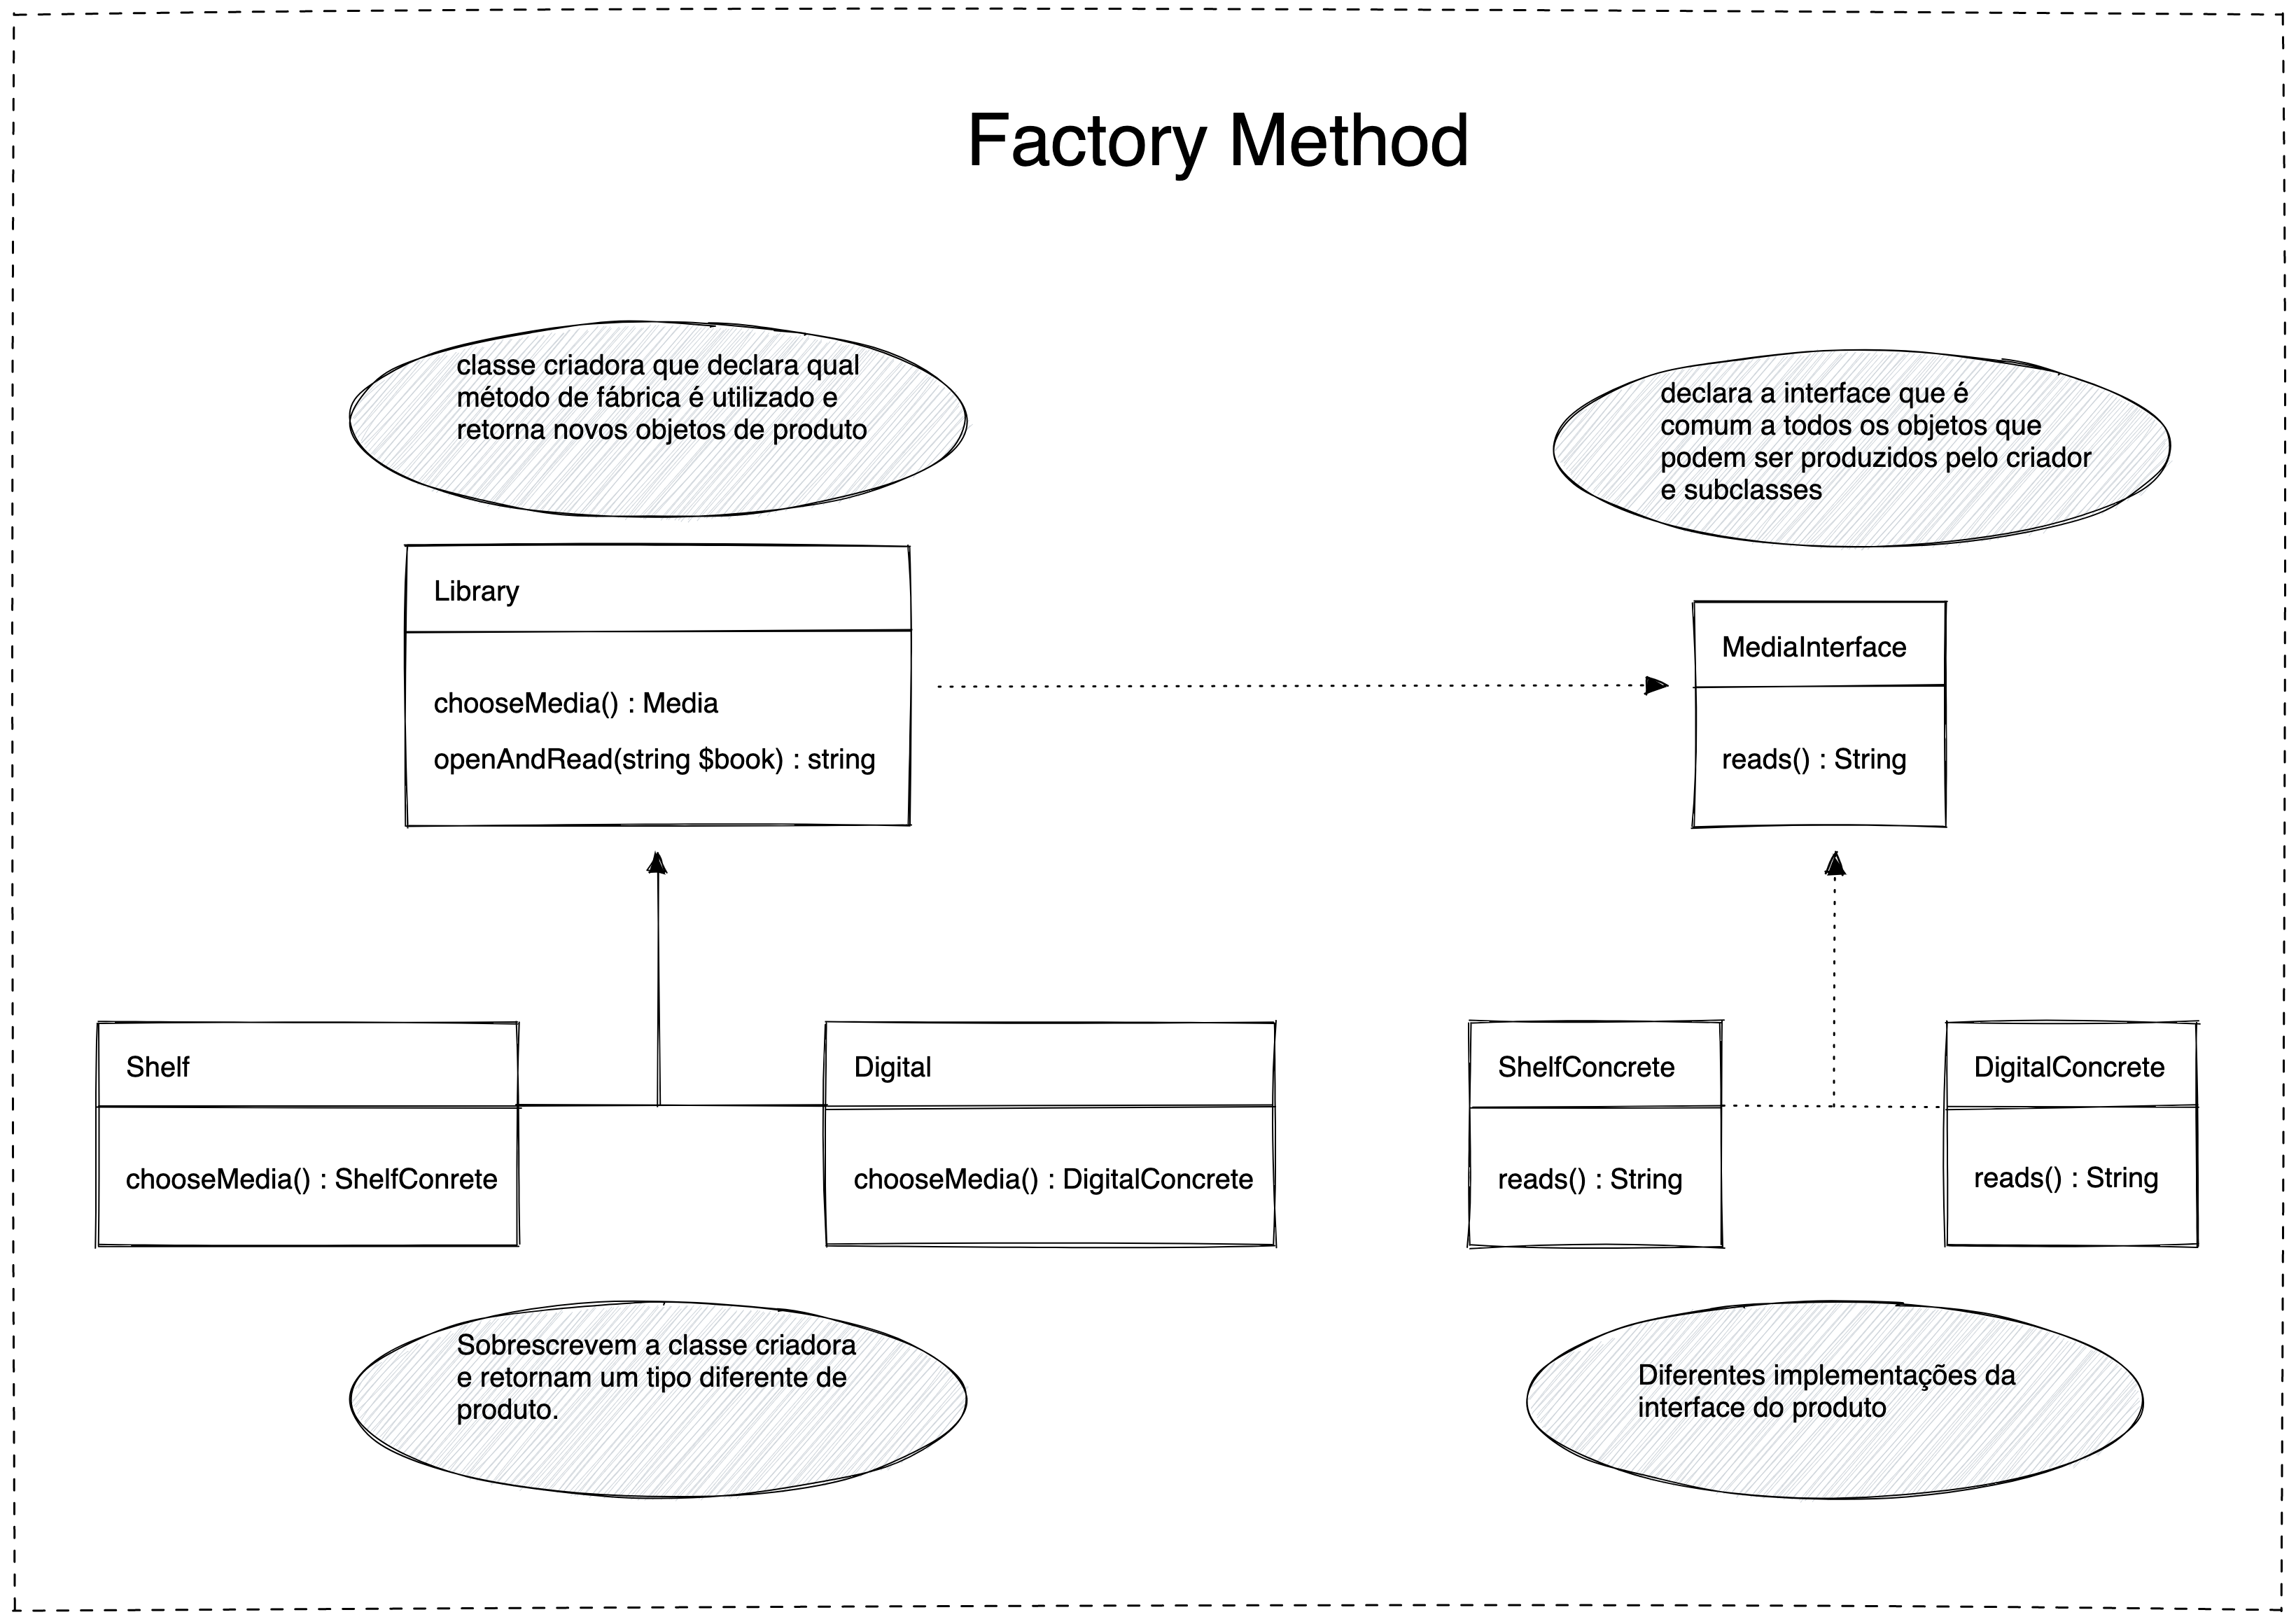 Factory Method
classe criadora que declara qual
método de fábrica é utilizado e
retorna novos objetos de produto
declara a interface que é
comum a todos os objetos que
podem ser produzidos pelo criador
e subclasses
Library
chooseMedia() : Media
openAndRead(string $book) : string
MediaInterface
reads() : String
Shelf
chooseMedia() : ShelfConrete
Digital
chooseMedia() : DigitalConcrete
ShelfConcrete
reads() : String
DigitalConcrete
reads() : String
Sobrescrevem a classe criadora
e retornam um tipo diferente de
produto.
Diferentes implementações da
interface do produto